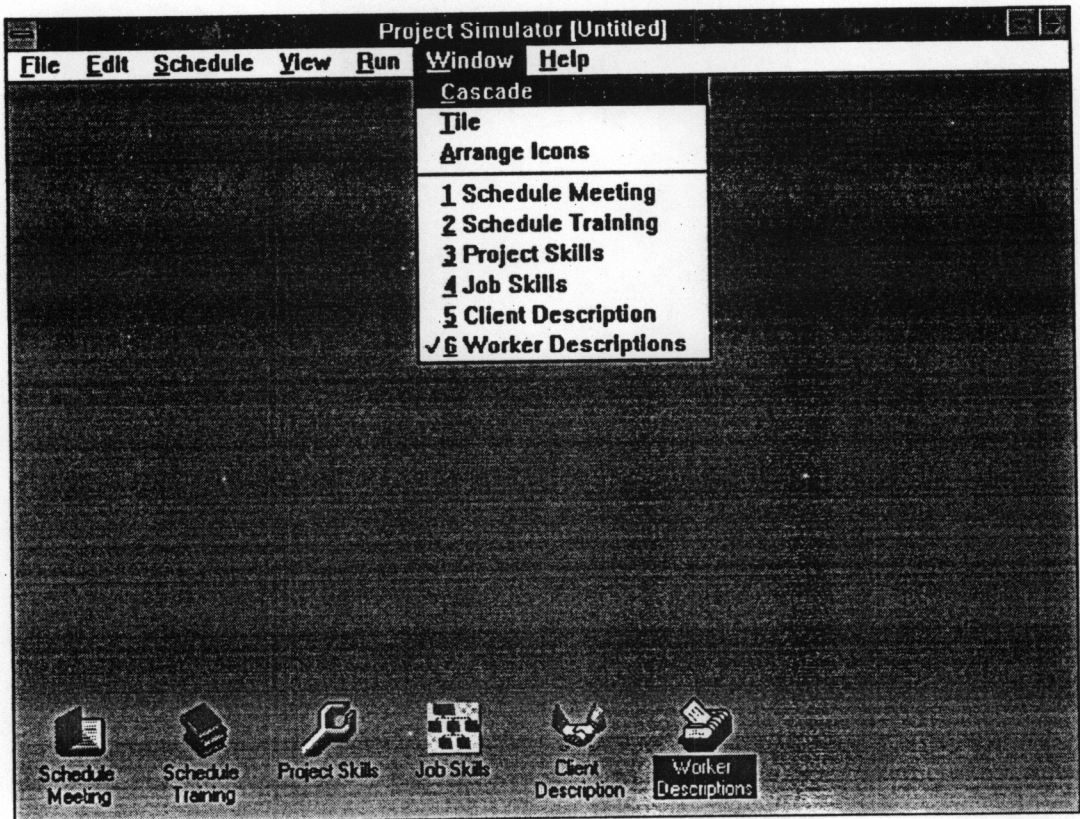 Project Simulator [Untitled]
File Edit Schedule View Run Window Help
Cascade
Tile
Arrange Icons
1 Schedule Meeting
2 Schedule Training
3 Project Skills
4 Job Skills
5 Client Description
✓6 Worker Descriptions
Schedule Meeting
Schedule Training
Project Skills
Job Skills
Client Description
Worker Descriptions